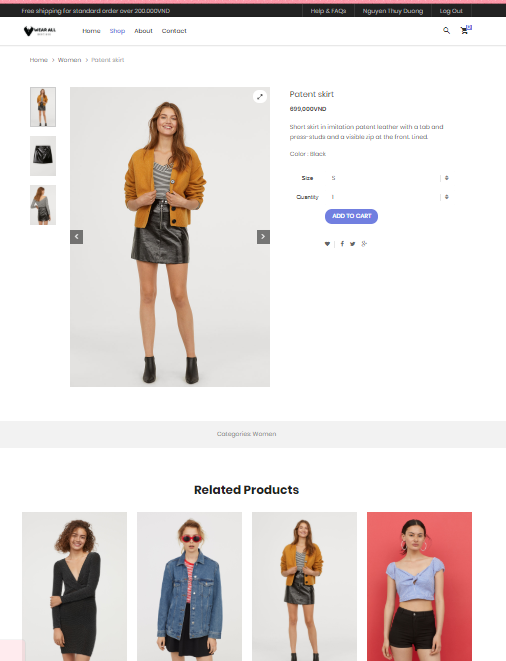 Free shipping for standard order over 200.000VND
Help & FAQs
Nguyen Thuy Duong
Log Out
WEAR ALL
Home
Shop
About
Contact
Home > Women > Patent skirt
Patent skirt
699,000VND
Short skirt in imitation patent leather with a tab and
press-studs and a visible zip at the front. Lined.
Color : Black
Size
S
Quantity
1
ADD TO CART
Categories Women
Related Products